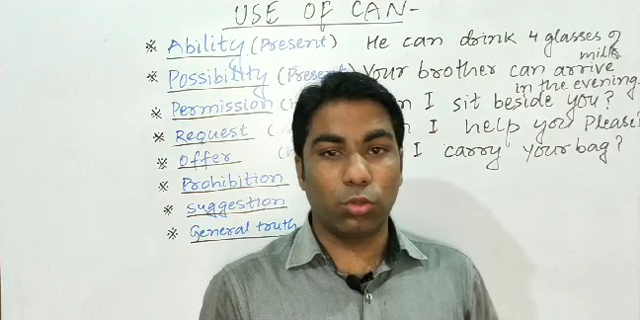 USE OF CAN-
* Ability (Present) He can drink 4 glasses of milk
* Possibility (Present) Your brother can arrive in the evening.
* Permission I sit beside you?
* Request I help you Please?
* Offer I carry your bag?
* Prohibition
* suggestion
* General truth